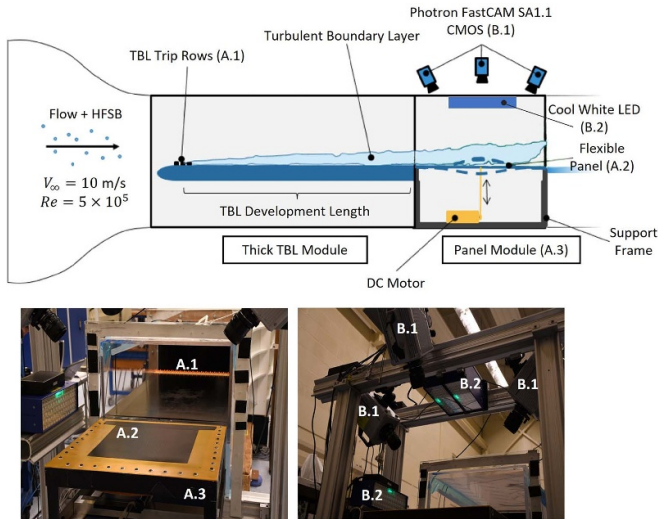 Photron FastCAM SA1.1
CMOS (B.1)
TBL Trip Rows (A.1)
Turbulent Boundary Layer
Flow + HFSB
V∞ = 10 m/s
Re = 5 × 10⁵
Cool White LED
(B.2)
Flexible
Panel (A.2)
TBL Development Length
Thick TBL Module
Panel Module (A.3)
Support
Frame
DC Motor
A.1
A.2
A.3
B.1
B.2
B.1
B.1
B.2